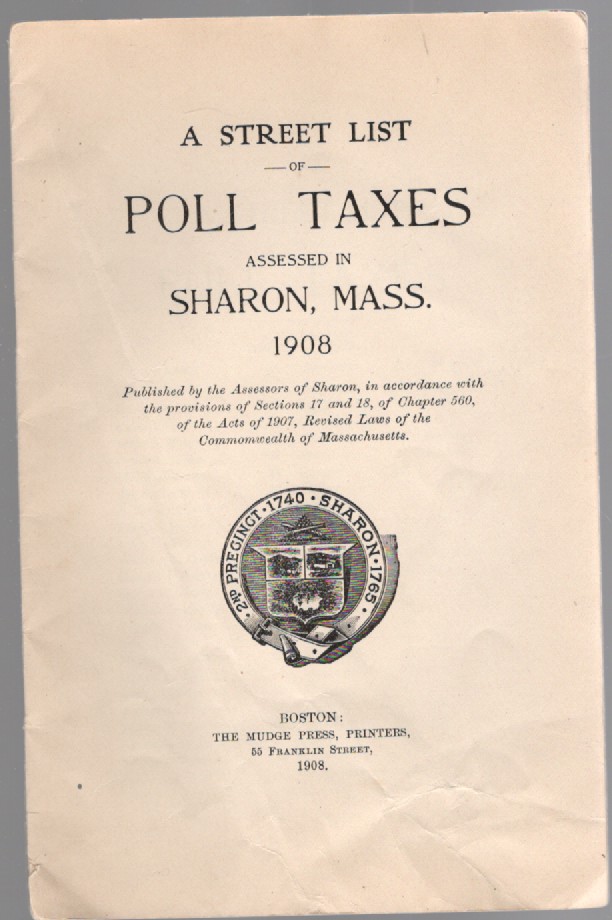 A STREET LIST
— OF —
POLL TAXES
ASSESSED IN
SHARON, MASS.
1908
Published by the Assessors of Sharon, in accordance with
the provisions of Sections 17 and 18, of Chapter 560,
of the Acts of 1907, Revised Laws of the
Commonwealth of Massachusetts.
2ND PRECINCT · 1740 · SHARON · 1765 ·
BOSTON:
THE MUDGE PRESS, PRINTERS,
55 FRANKLIN STREET,
1908.